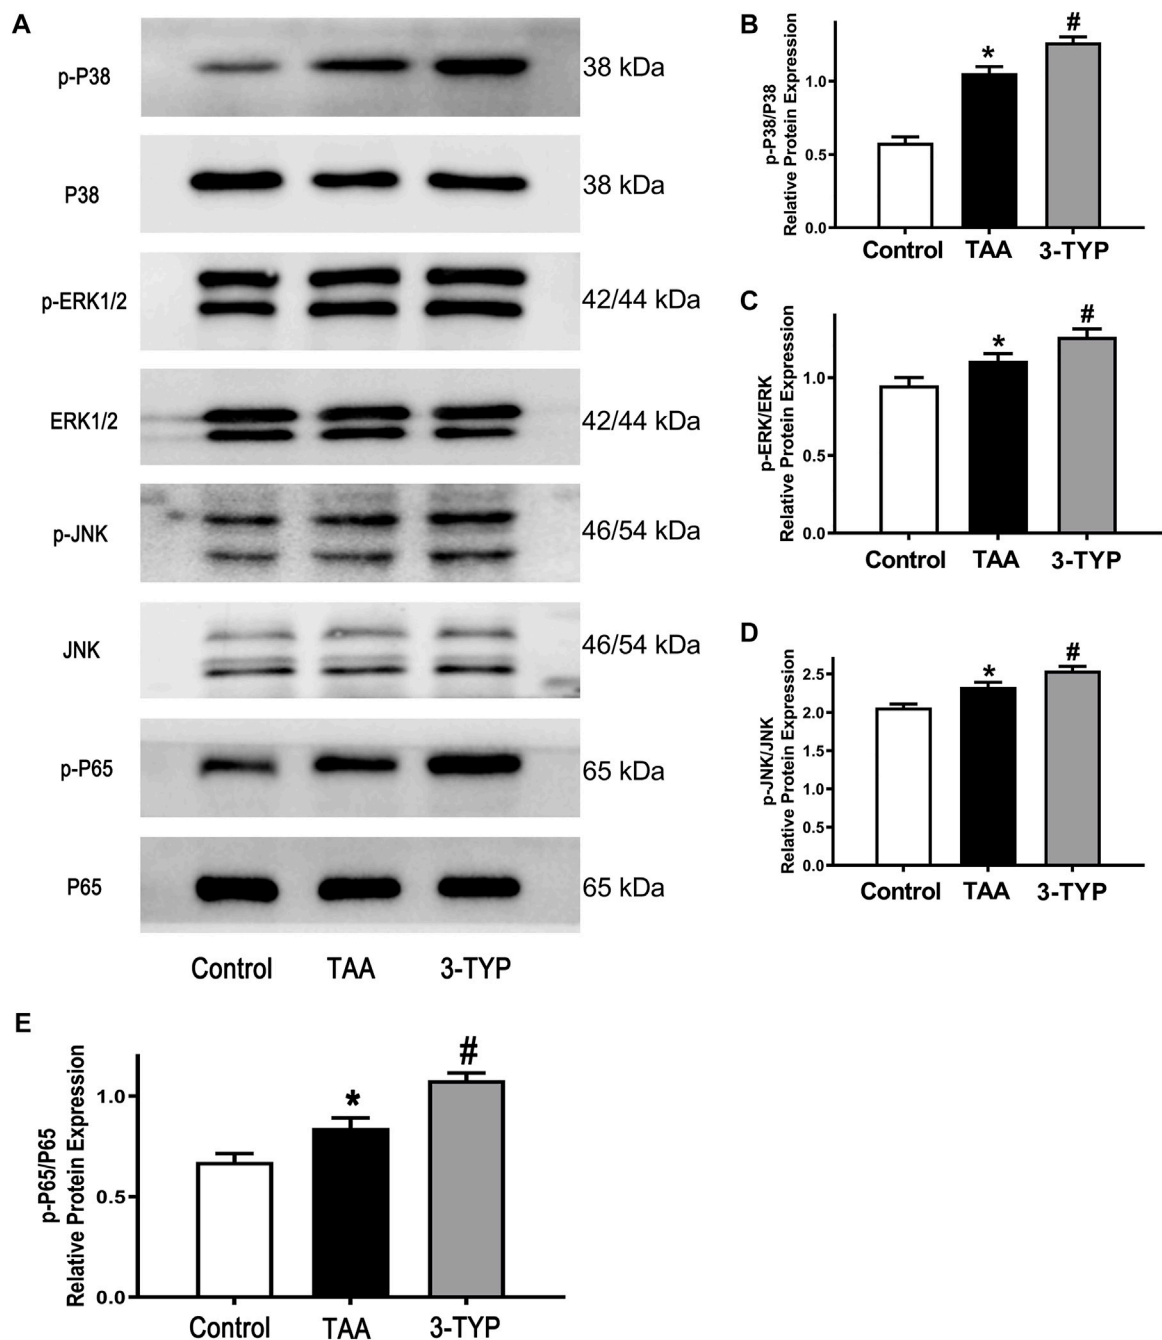 A
p-P38
38 kDa
P38
38 kDa
p-ERK1/2
42/44 kDa
ERK1/2
42/44 kDa
p-JNK
46/54 kDa
JNK
46/54 kDa
p-P65
65 kDa
P65
65 kDa
Control TAA 3-TYP
B
p-P38/P38
Relative Protein Expression
1.0
0.5
0.0
*
#
Control TAA 3-TYP
C
p-ERK/ERK
Relative Protein Expression
1.0
0.5
0.0
*
#
Control TAA 3-TYP
D
p-JNK/JNK
Relative Protein Expression
2.5
2.0
1.5
1.0
0.5
0.0
*
#
Control TAA 3-TYP
E
p-P65/P65
Relative Protein Expression
1.0
0.5
0.0
*
#
Control TAA 3-TYP